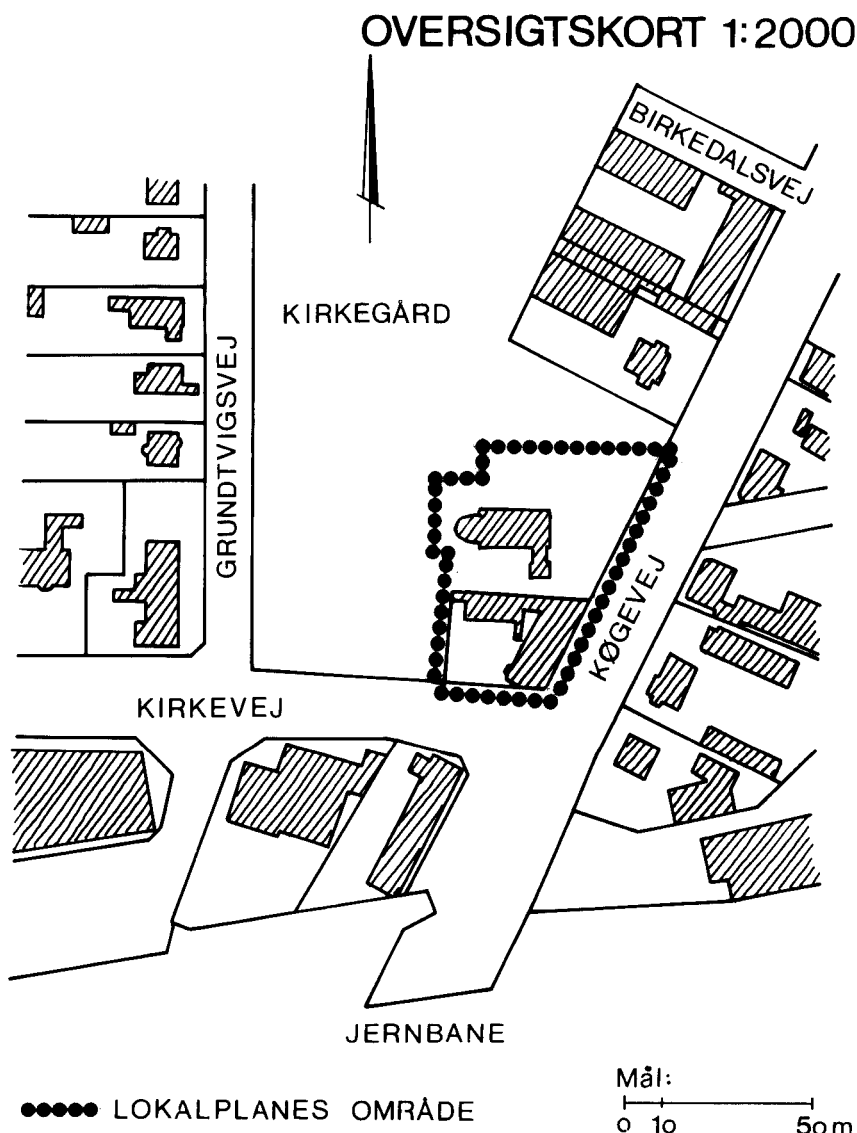 OVERSIGTSKORT 1:2000
BIRKEDALSVEJ
KIRKEGÅRD
GRUNDTVIGSVEJ
KØGEVEJ
KIRKEVEJ
JERNBANE
LOKALPLANES OMRÅDE
Mål:
0 10 50 m